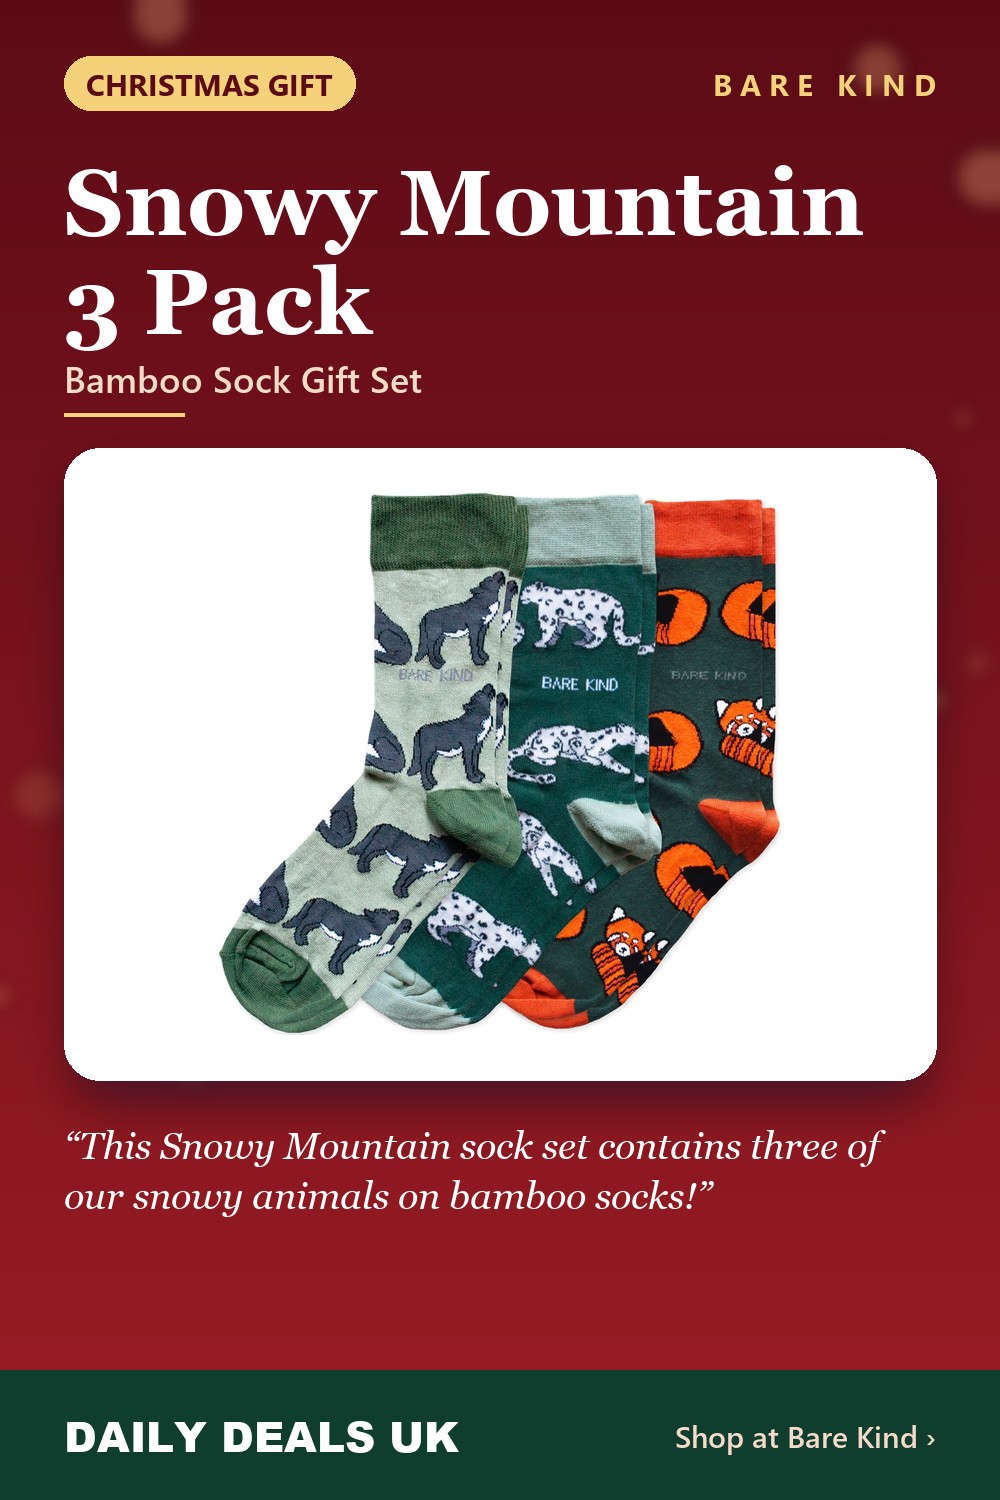 CHRISTMAS GIFT
BARE KIND
Snowy Mountain
3 Pack
Bamboo Sock Gift Set
BARE KIND
BARE KIND
BARE KIND
“This Snowy Mountain sock set contains three of
our snowy animals on bamboo socks!”
DAILY DEALS UK
Shop at Bare Kind ›